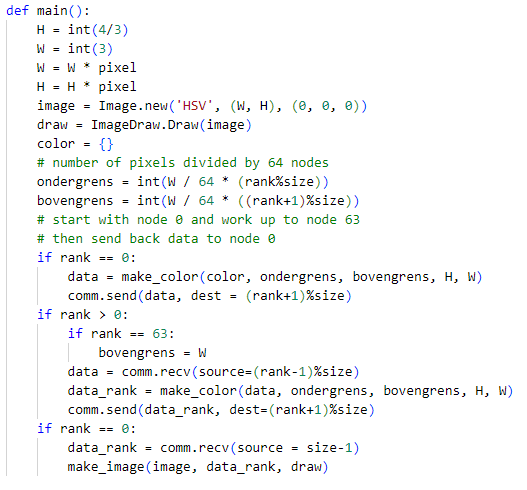 def main():
    H = int(4/3)
    W = int(3)
    W = W * pixel
    H = H * pixel
    image = Image.new('HSV', (W, H), (0, 0, 0))
    draw = ImageDraw.Draw(image)
    color = {}
    # number of pixels divided by 64 nodes
    ondergrens = int(W / 64 * (rank%size))
    bovengrens = int(W / 64 * ((rank+1)%size))
    # start with node 0 and work up to node 63
    # then send back data to node 0
    if rank == 0:
        data = make_color(color, ondergrens, bovengrens, H, W)
        comm.send(data, dest = (rank+1)%size)
    if rank > 0:
        if rank == 63:
            bovengrens = W
        data = comm.recv(source=(rank-1)%size)
        data_rank = make_color(data, ondergrens, bovengrens, H, W)
        comm.send(data_rank, dest=(rank+1)%size)
    if rank == 0:
        data_rank = comm.recv(source = size-1)
        make_image(image, data_rank, draw)